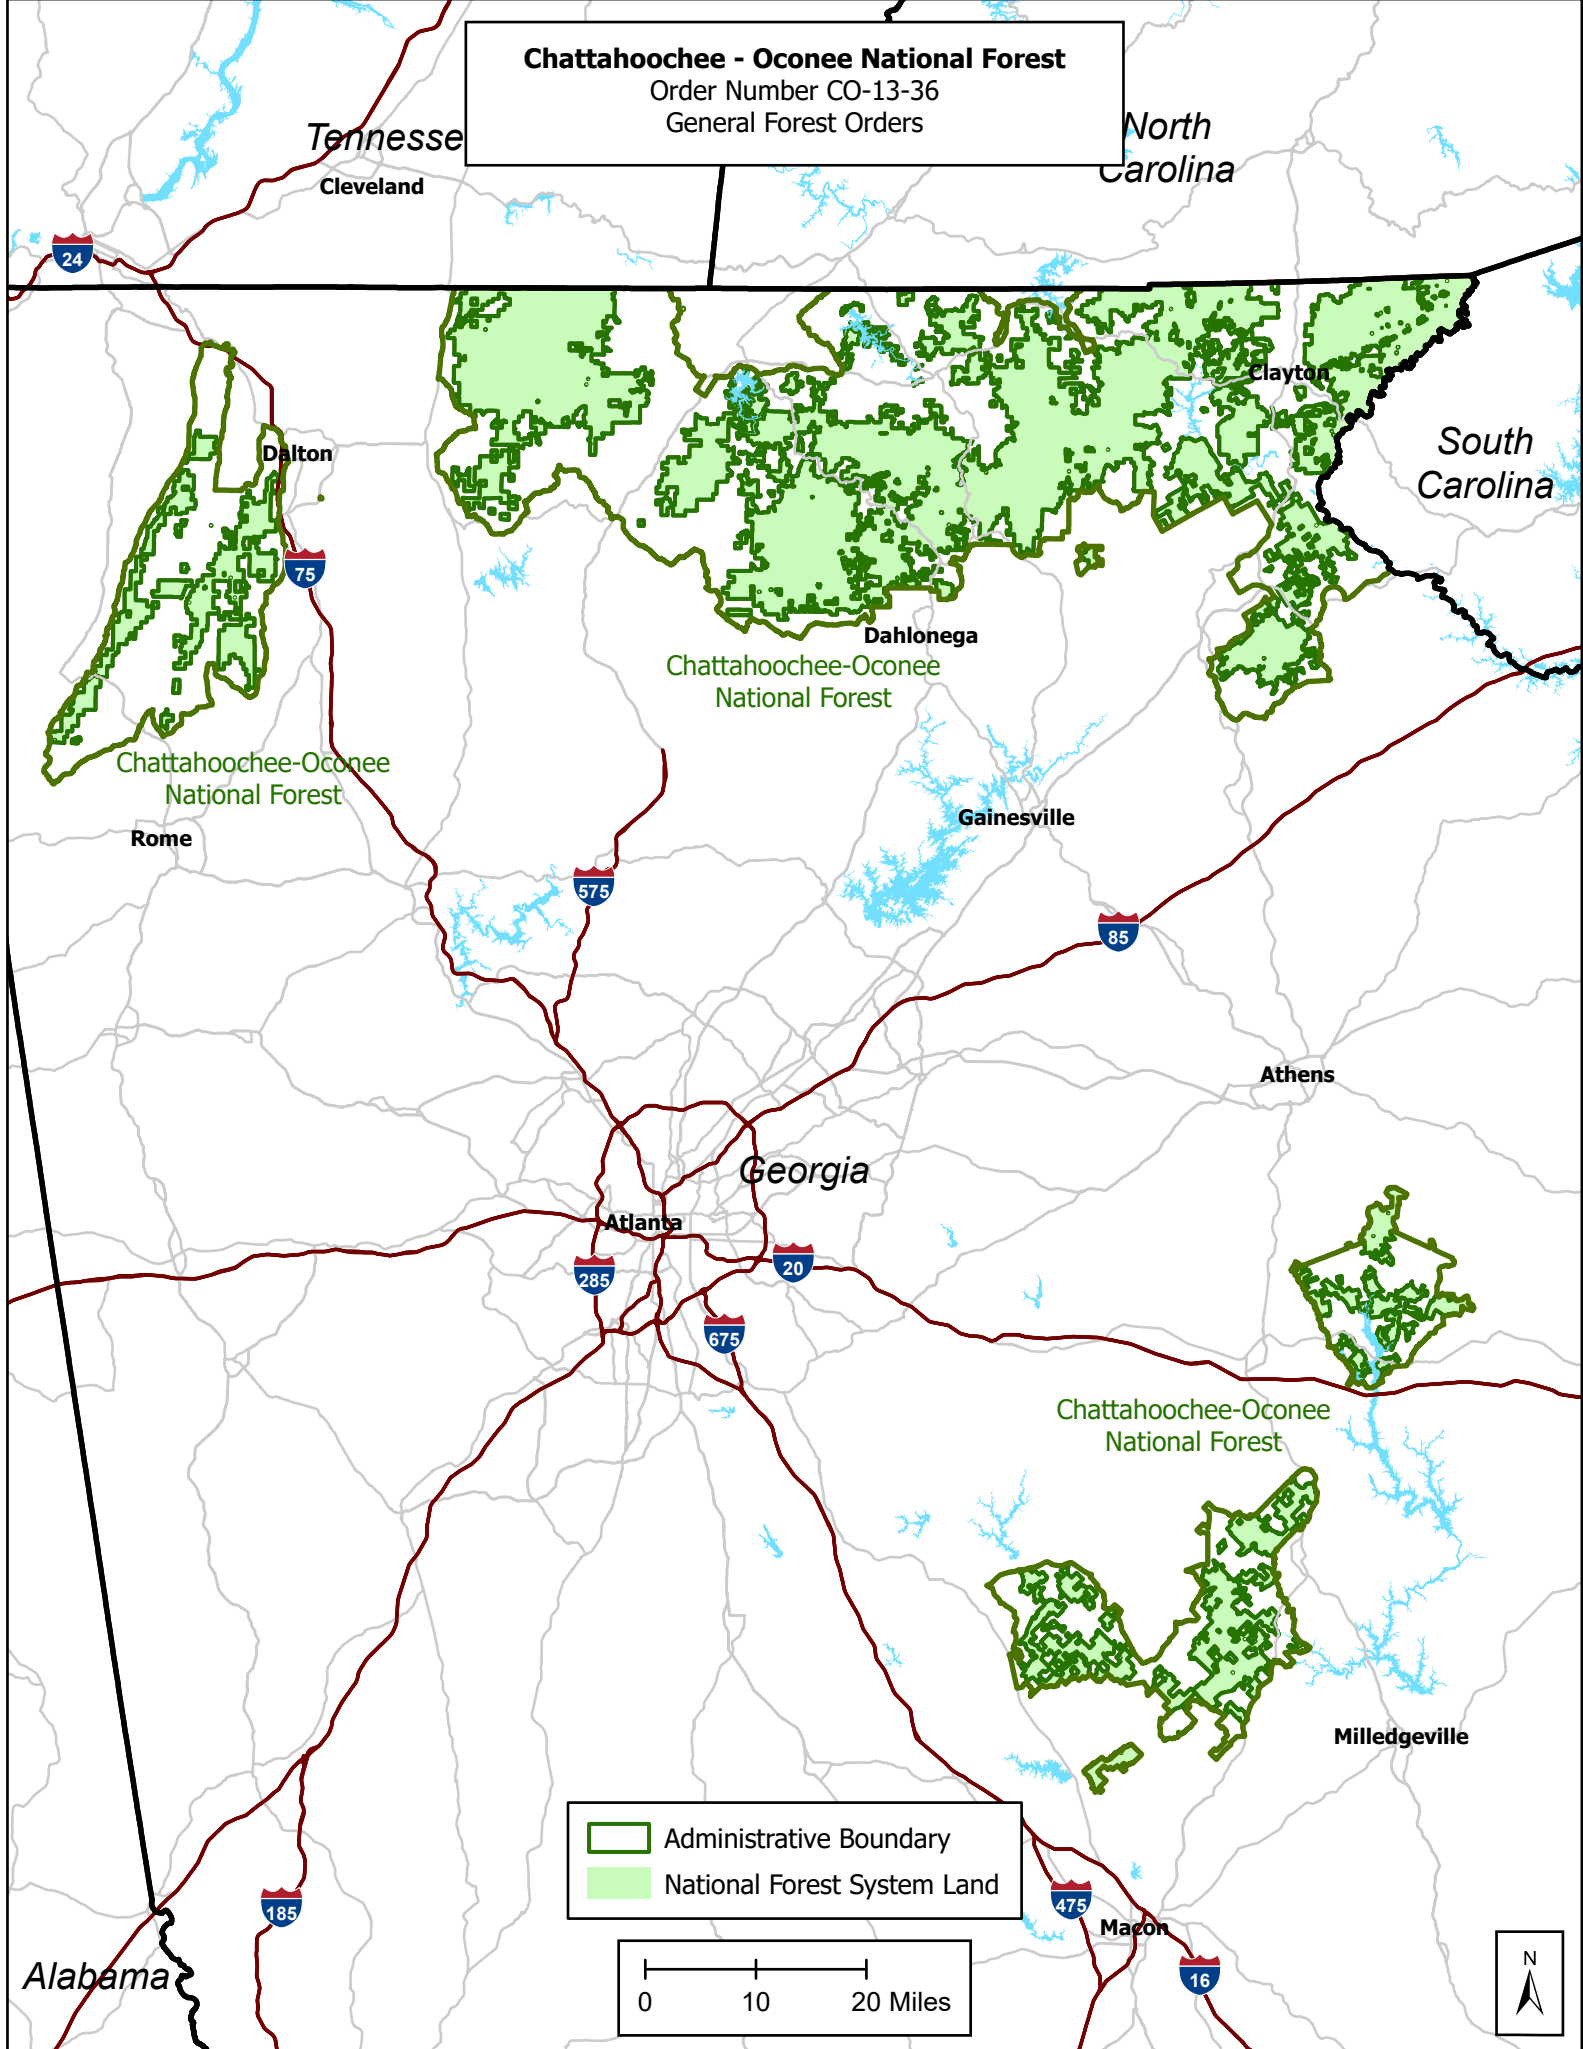 Chattahoochee - Oconee National Forest
Order Number CO-13-36
General Forest Orders
Tennesse
North
Carolina
Cleveland
24
Clayton
South
Carolina
Dalton
75
Dahlonega
Chattahoochee-Oconee
National Forest
Chattahoochee-Oconee
National Forest
Rome
Gainesville
575
85
Athens
Georgia
Atlanta
285
20
675
Chattahoochee-Oconee
National Forest
Milledgeville
Administrative Boundary
National Forest System Land
185
475
Macon
16
Alabama
0 10 20 Miles
N